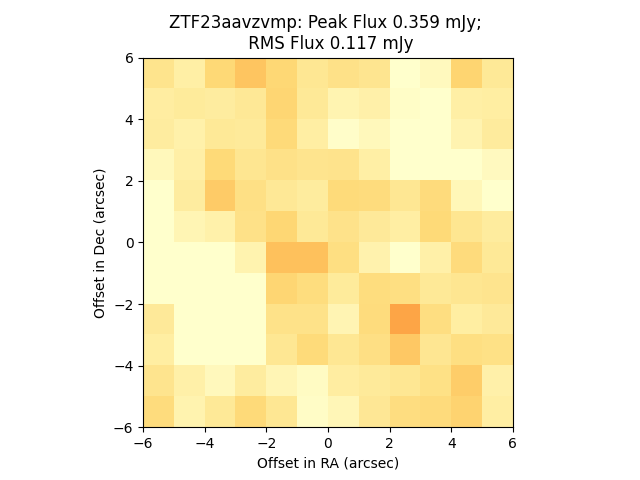 ZTF23aavzvmp: Peak Flux 0.359 mJy;
RMS Flux 0.117 mJy
6
4
2
0
−2
−4
−6
Offset in Dec (arcsec)
−6 −4 −2 0 2 4 6
Offset in RA (arcsec)